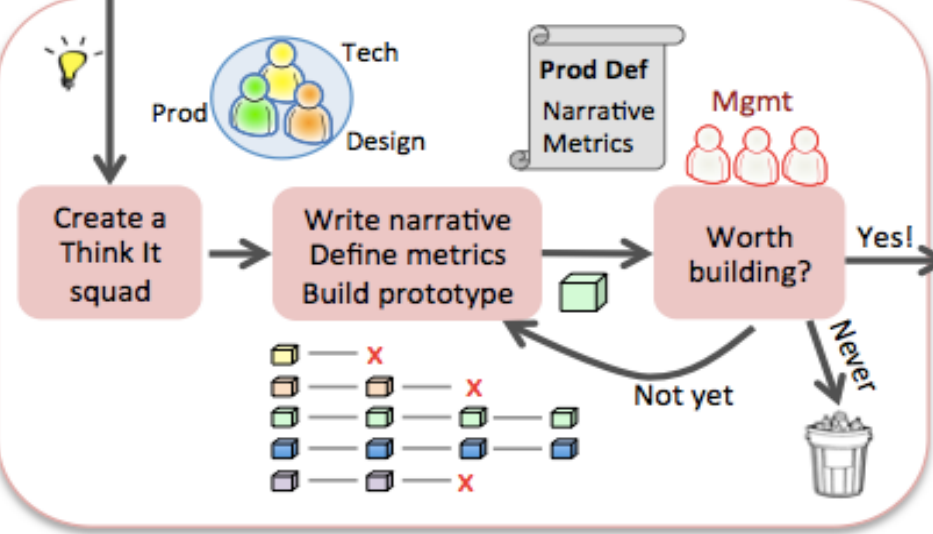 Tech
Prod
Design
Prod Def
Narrative
Metrics
Mgmt
Create a
Think It
squad
Write narrative
Define metrics
Build prototype
Worth
building?
Yes!
Never
Not yet
X
X
X